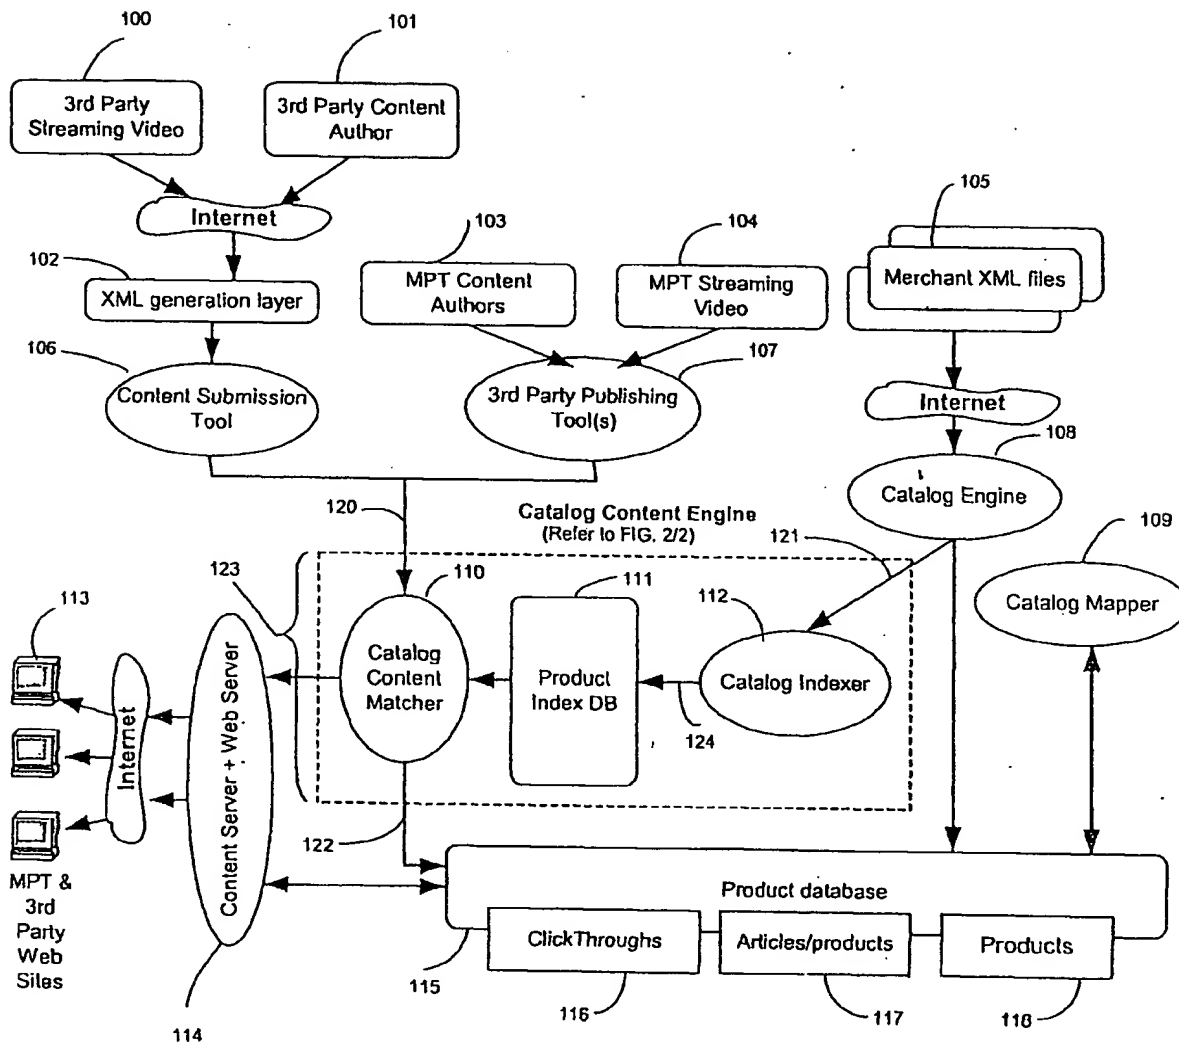 100
101
3rd Party
Streaming Video
3rd Party Content
Author
Internet
102
XML generation layer
103
104
105
MPT Content
Authors
MPT Streaming
Video
Merchant XML files
106
107
Content Submission
Tool
3rd Party Publishing
Tool(s)
Internet
108
Catalog Engine
120
Catalog Content Engine
(Refer to FIG. 2/2)
121
109
Catalog Mapper
123
110
111
112
113
Catalog
Content
Matcher
Product
Index DB
Catalog Indexer
124
Internet
Content Server + Web Server
122
MPT &
3rd
Party
Web
Sites
Product database
ClickThroughs
Articles/products
Products
115
116
117
118
114